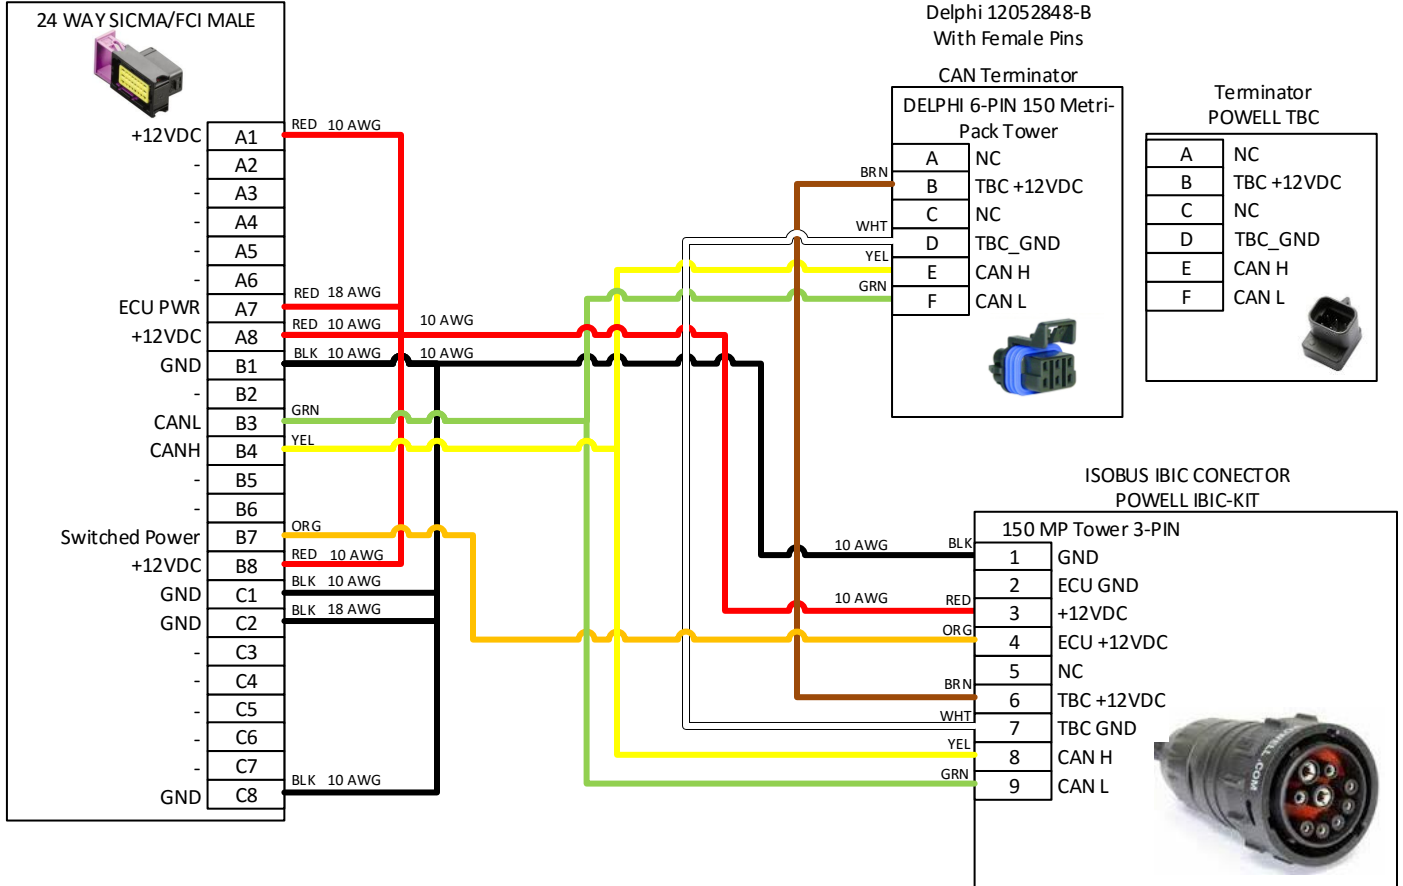 24 WAY SICMA/FCI MALE
+12VDC A1 RED 10 AWG
- A2
- A3
- A4
- A5
- A6
ECU PWR A7 RED 18 AWG
+12VDC A8 RED 10 AWG 10 AWG
GND B1 BLK 10 AWG 10 AWG
- B2
CANL B3 GRN
CANH B4 YEL
- B5
- B6
Switched Power B7 ORG
+12VDC B8 RED 10 AWG
GND C1 BLK 10 AWG
GND C2 BLK 18 AWG
- C3
- C4
- C5
- C6
- C7
GND C8 BLK 10 AWG
Delphi 12052848-B
With Female Pins
CAN Terminator
DELPHI 6-PIN 150 Metri-
Pack Tower
A NC
BRN B TBC +12VDC
C NC
WHT D TBC_GND
YEL E CAN H
GRN F CAN L
Terminator
POWELL TBC
A NC
B TBC +12VDC
C NC
D TBC_GND
E CAN H
F CAN L
ISOBUS IBIC CONECTOR
POWELL IBIC-KIT
150 MP Tower 3-PIN
10 AWG BLK 1 GND
2 ECU GND
10 AWG RED 3 +12VDC
ORG 4 ECU +12VDC
5 NC
BRN 6 TBC +12VDC
WHT 7 TBC GND
YEL 8 CAN H
GRN 9 CAN L